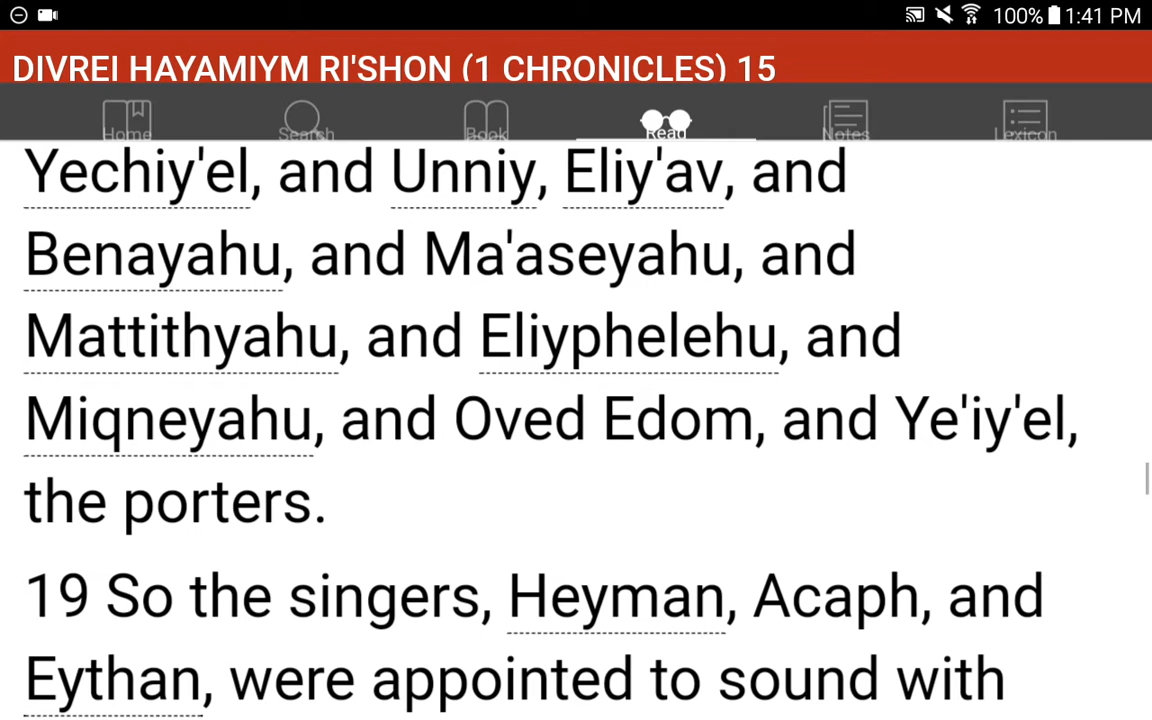 100% 1:41 PM
DIVREI HAYAMIYM RI'SHON (1 CHRONICLES) 15
Home Search Book Read Notes Lexicon
Yechiy'el, and Unniy, Eliy'av, and
Benayahu, and Ma'aseyahu, and
Mattithyahu, and Eliyphelehu, and
Miqneyahu, and Oved Edom, and Ye'iy'el,
the porters.
19 So the singers, Heyman, Acaph, and
Eythan, were appointed to sound with